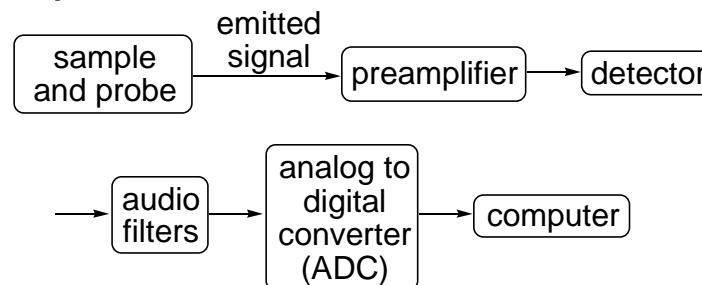 emitted
signal
sample
and probe
preamplifier
detector
audio
filters
analog to
digital
converter
(ADC)
computer